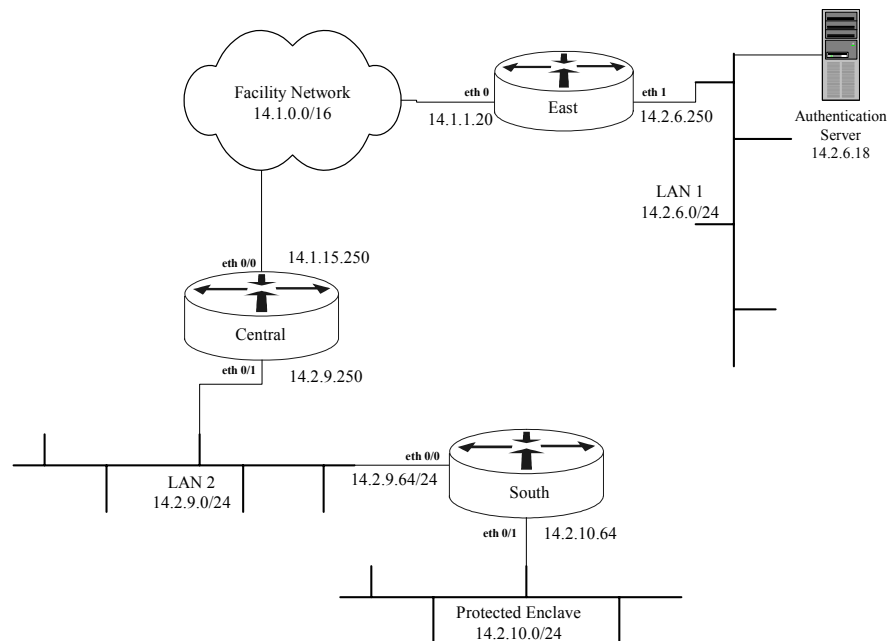 Facility Network
14.1.0.0/16
eth 0
14.1.1.20
East
eth 1
14.2.6.250
Authentication
Server
14.2.6.18
LAN 1
14.2.6.0/24
14.1.15.250
eth 0/0
Central
eth 0/1
14.2.9.250
LAN 2
14.2.9.0/24
eth 0/0
14.2.9.64/24
South
eth 0/1
14.2.10.64
Protected Enclave
14.2.10.0/24